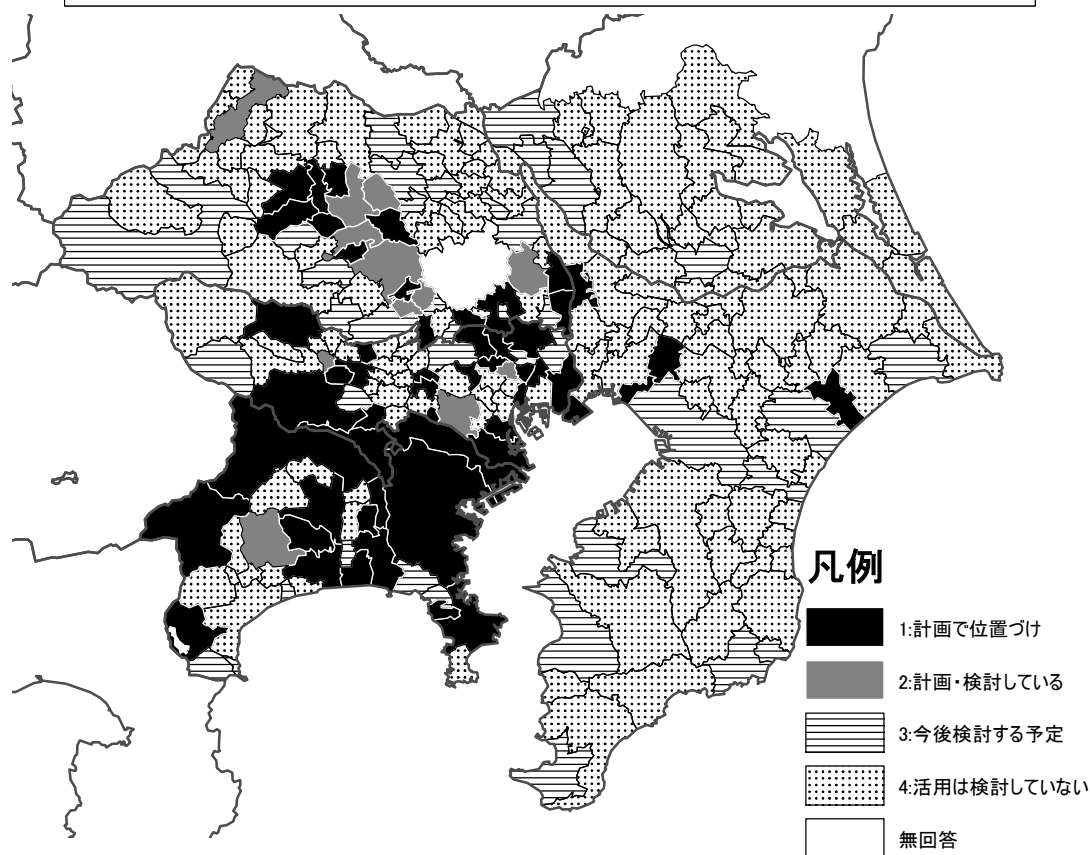 凡例
1:計画で位置づけ
2:計画・検討している
3:今後検討する予定
4:活用は検討していない
無回答